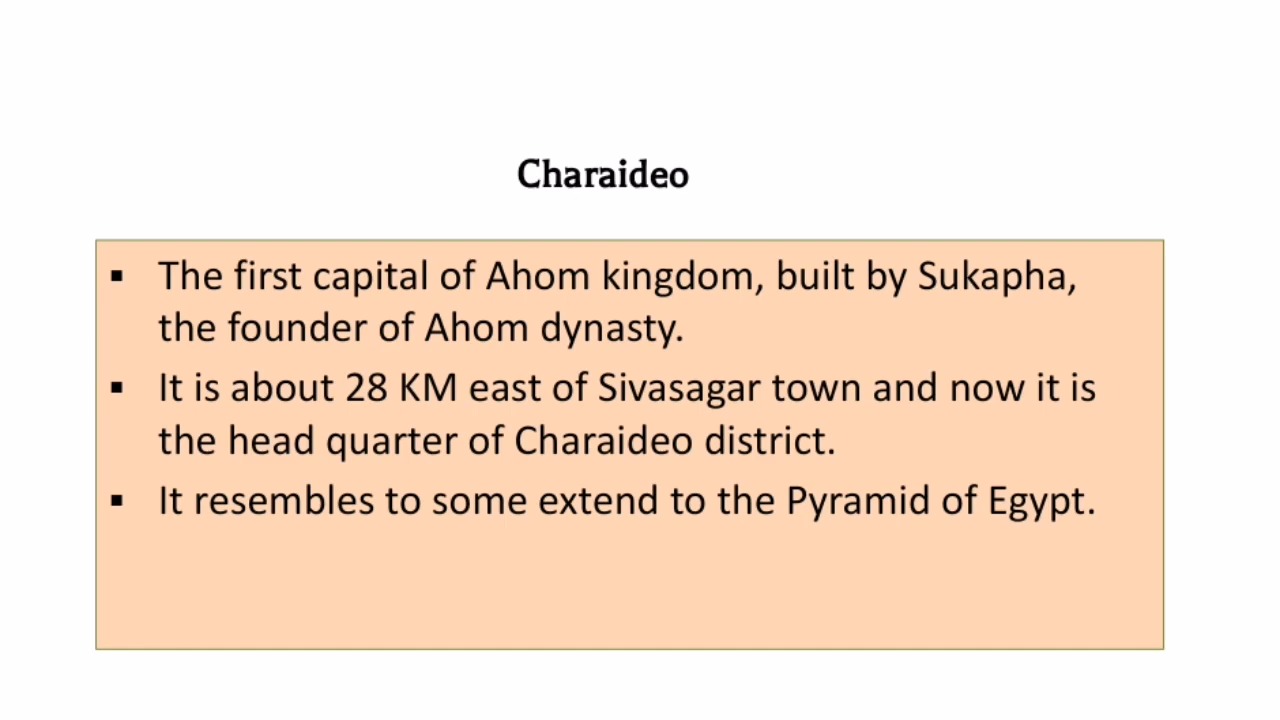 Charaideo
▪ The first capital of Ahom kingdom, built by Sukapha,
the founder of Ahom dynasty.
▪ It is about 28 KM east of Sivasagar town and now it is
the head quarter of Charaideo district.
▪ It resembles to some extend to the Pyramid of Egypt.